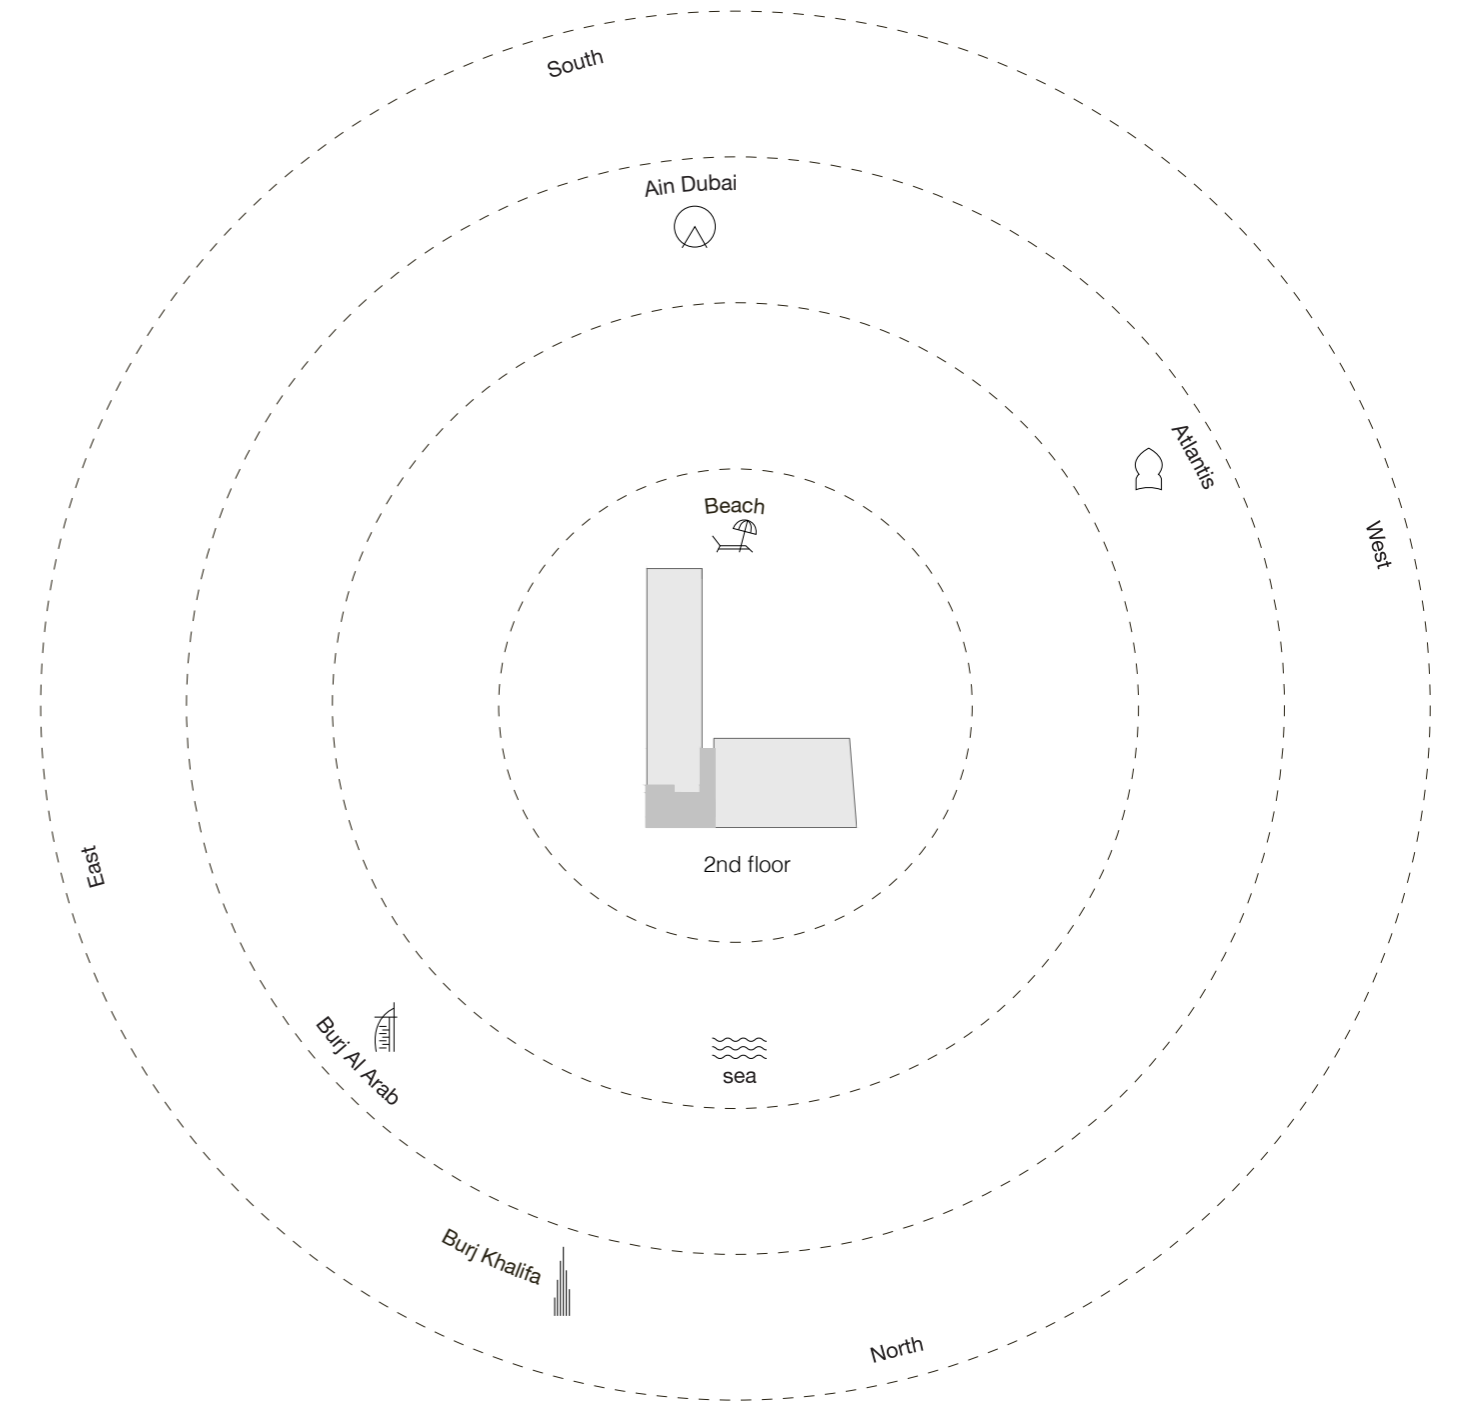 South
Ain Dubai
Atlantis
Beach
West
2nd floor
East
Burj Al Arab
sea
Burj Khalifa
North